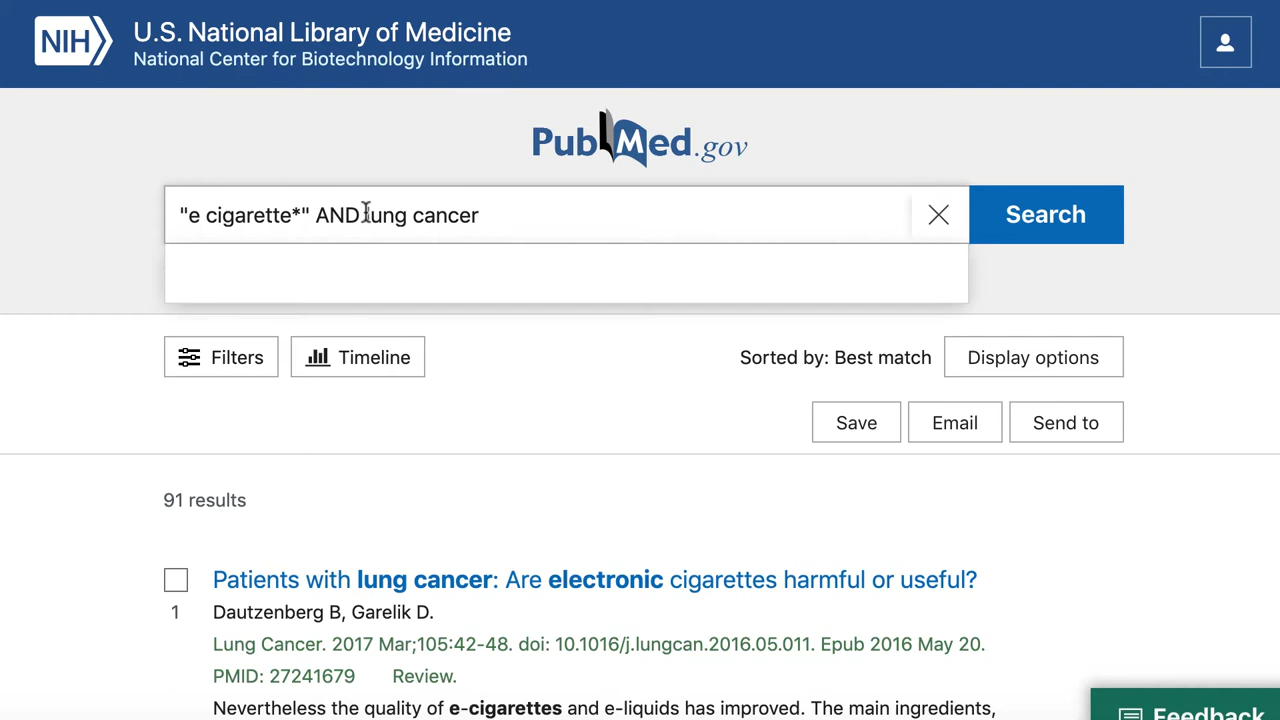 NIH
U.S. National Library of Medicine
National Center for Biotechnology Information
PubMed.gov
"e cigarette*" AND lung cancer
Search
Filters
Timeline
Sorted by: Best match
Display options
Save
Email
Send to
91 results
Patients with lung cancer: Are electronic cigarettes harmful or useful?
1
Dautzenberg B, Garelik D.
Lung Cancer. 2017 Mar;105:42-48. doi: 10.1016/j.lungcan.2016.05.011. Epub 2016 May 20.
PMID: 27241679 Review.
Nevertheless the quality of e-cigarettes and e-liquids has improved. The main ingredients,
Feedback